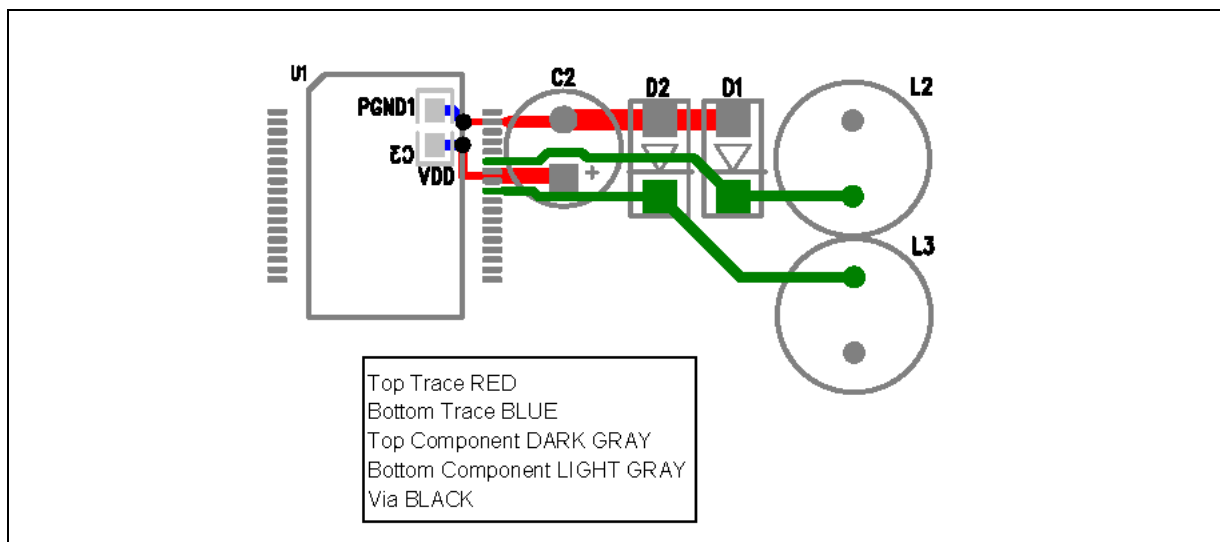 U1
C2
D2
D1
L2
PGND1
C3
VDD
+
L3
Top Trace RED
Bottom Trace BLUE
Top Component DARK GRAY
Bottom Component LIGHT GRAY
Via BLACK